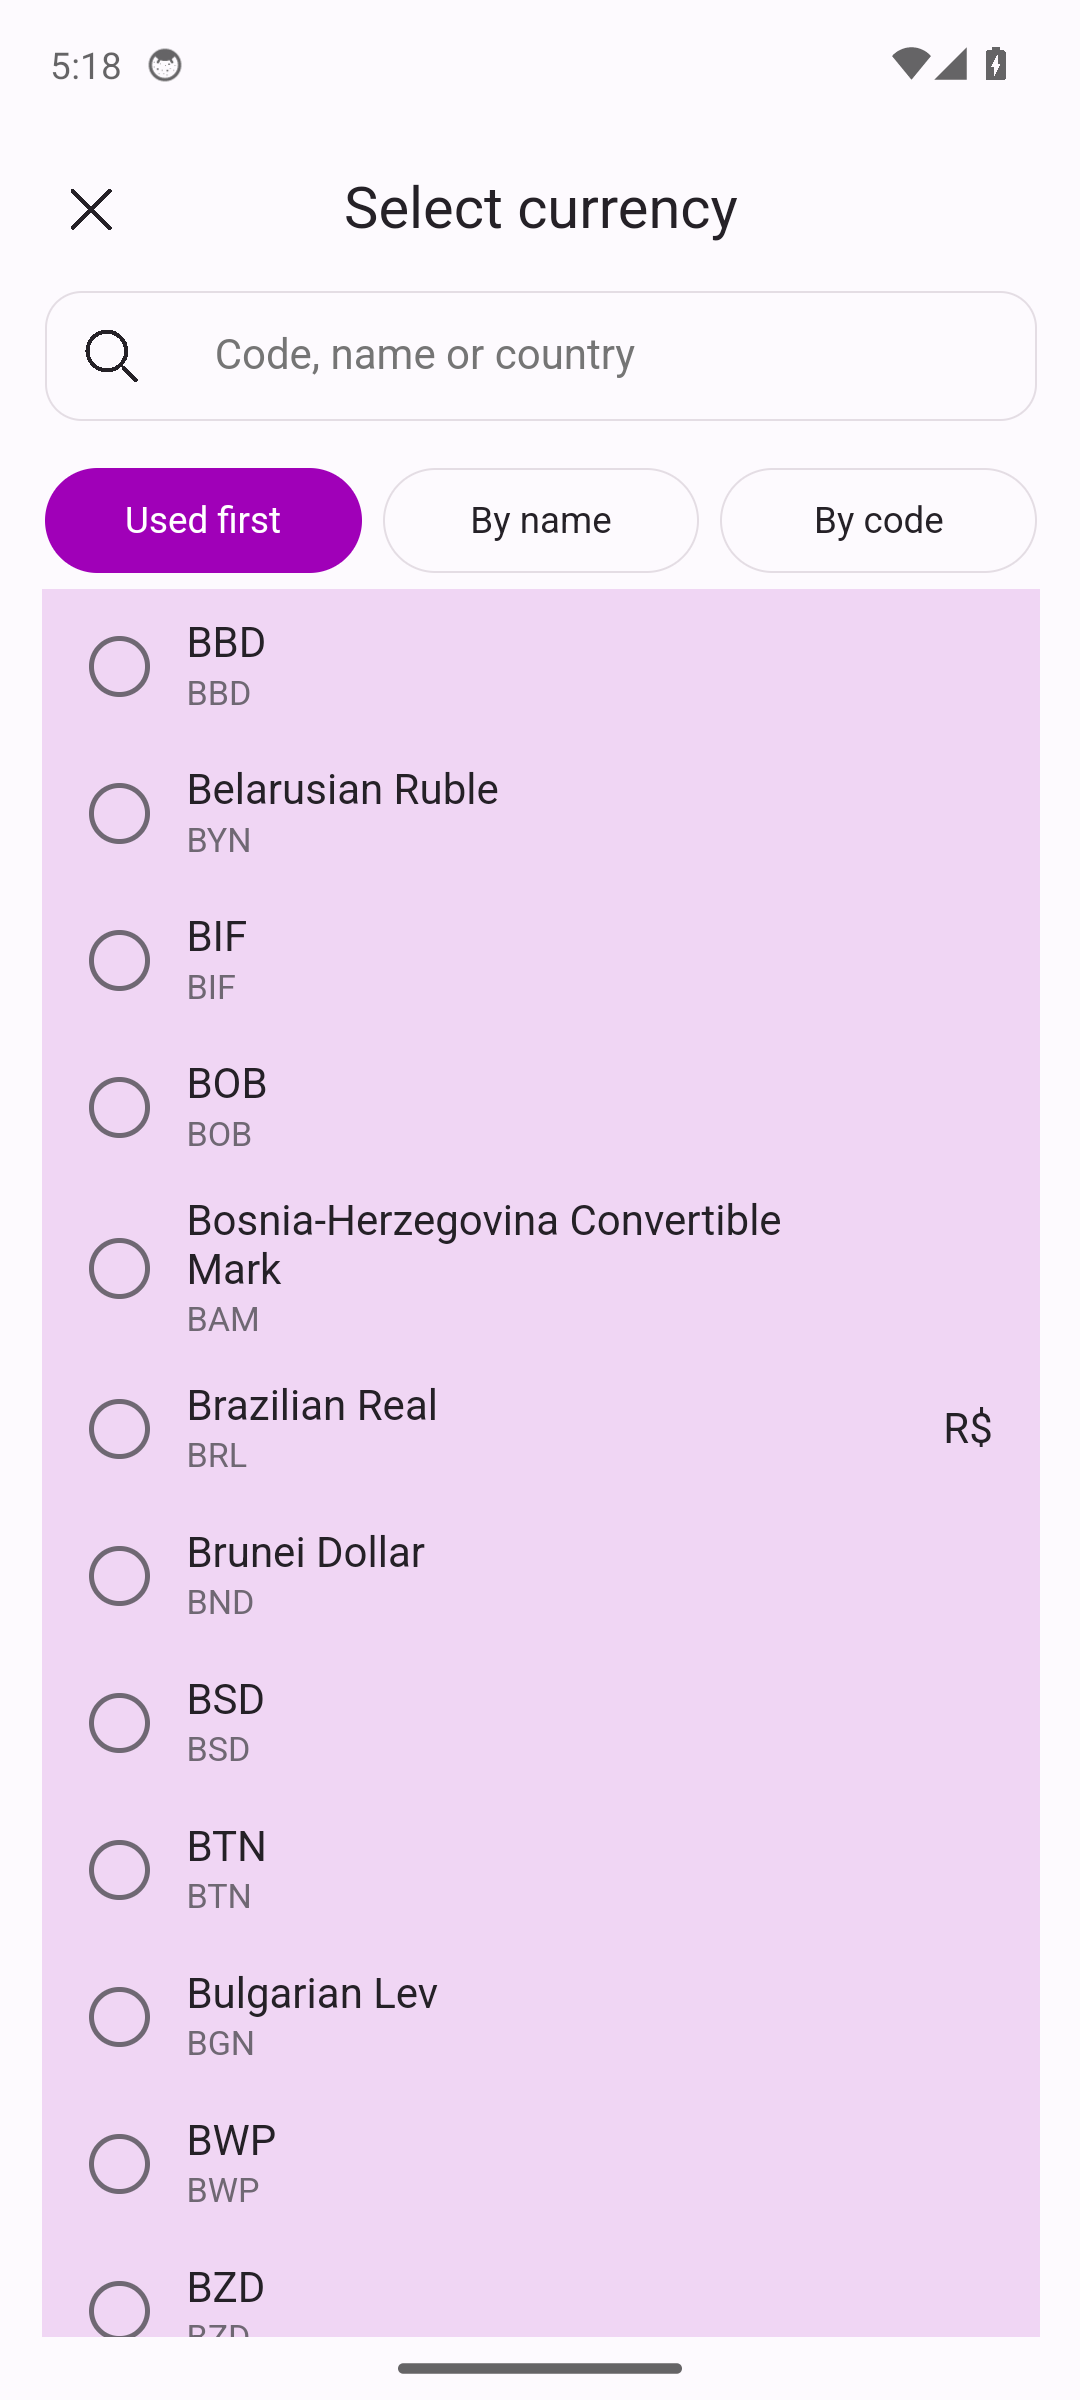 5:18
Select currency
Code, name or country
Used first
By name
By code
BBD
BBD
Belarusian Ruble
BYN
BIF
BIF
BOB
BOB
Bosnia-Herzegovina Convertible
Mark
BAM
Brazilian Real
BRL
R$
Brunei Dollar
BND
BSD
BSD
BTN
BTN
Bulgarian Lev
BGN
BWP
BWP
BZD
BZD